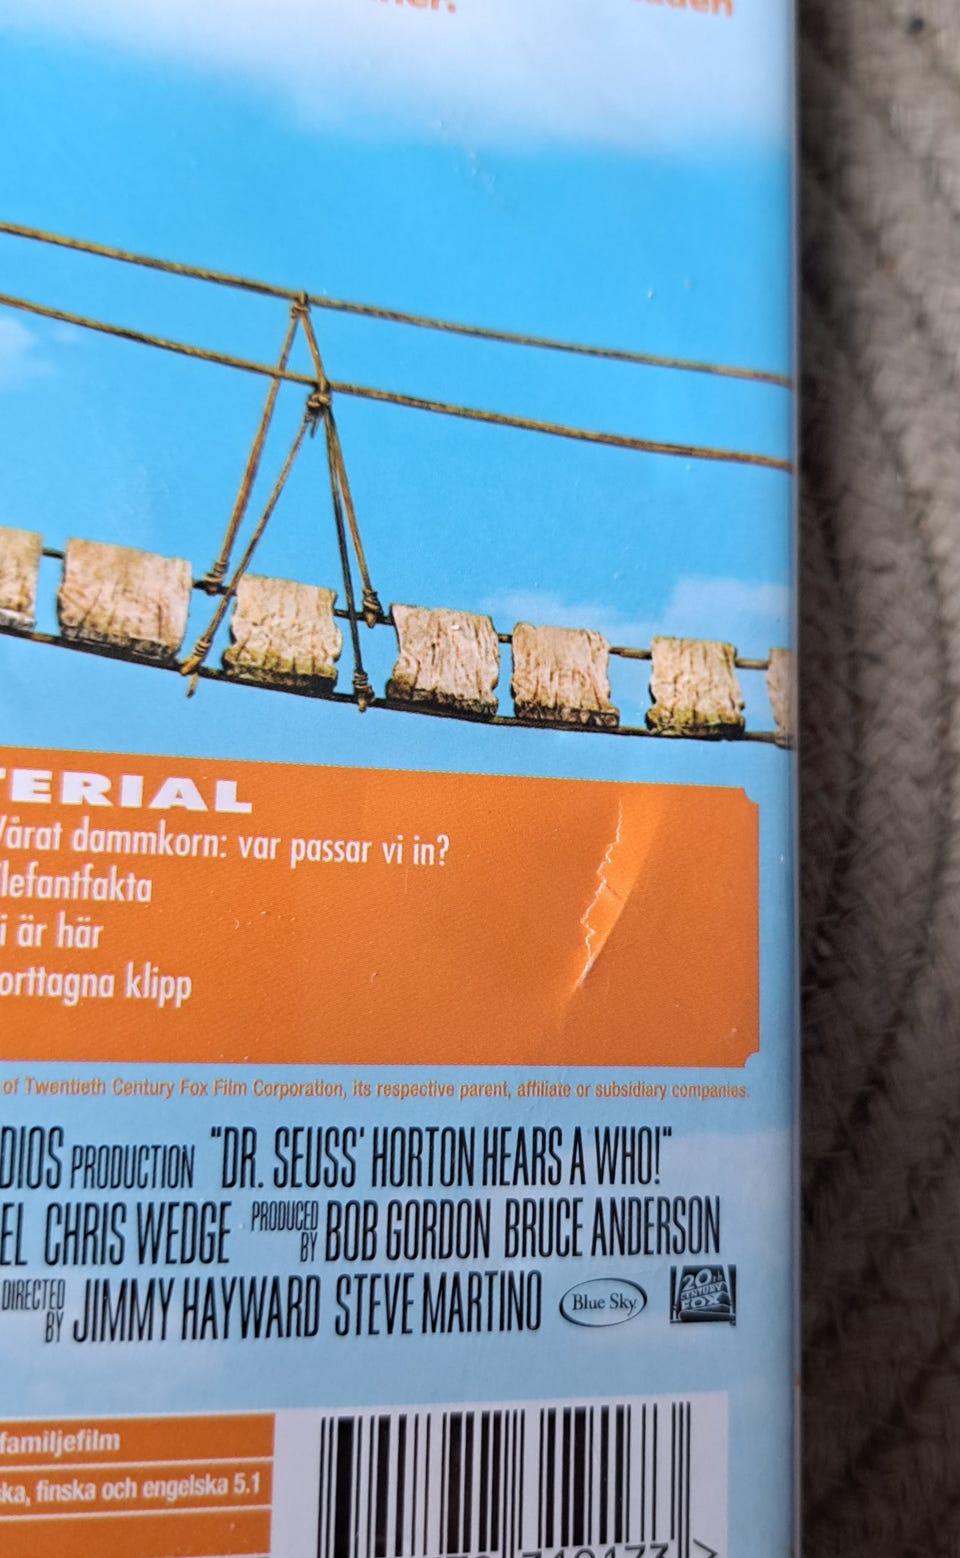 TERIAL
Vårat dammkorn: var passar vi in?
lefantfakta
i är här
orttagna klipp
of Twentieth Century Fox Film Corporation, its respective parent, affiliate or subsidiary companies.
DIOS PRODUCTION "DR. SEUSS' HORTON HEARS A WHO!"
EL CHRIS WEDGE PRODUCED BY BOB GORDON BRUCE ANDERSON
DIRECTED BY JIMMY HAYWARD STEVE MARTINO Blue Sky 20th CENTURY FOX
familjefilm
ska, finska och engelska 5.1